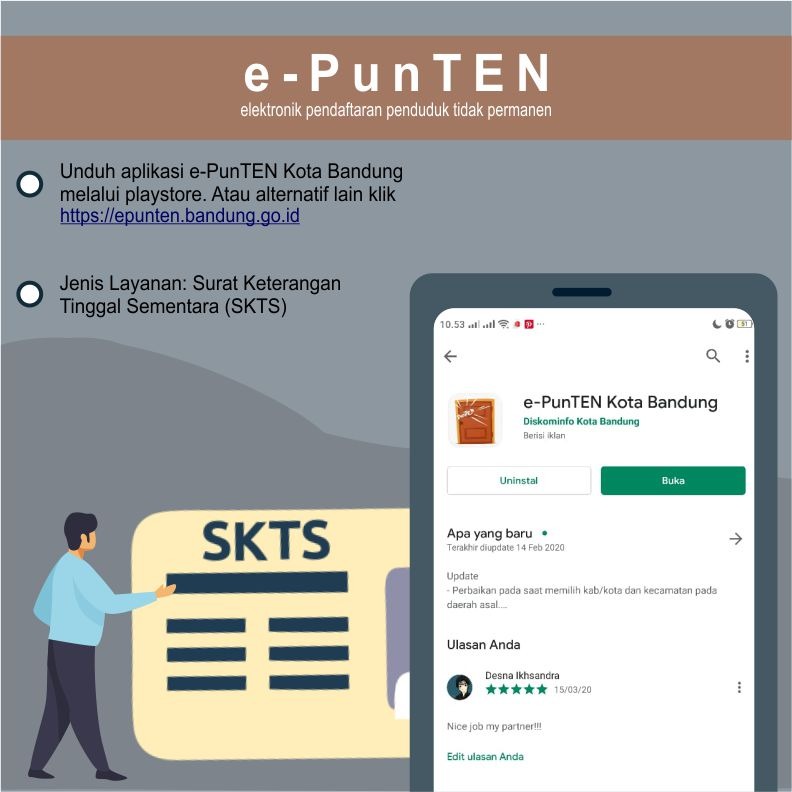 e-PunTEN
elektronik pendaftaran penduduk tidak permanen
Unduh aplikasi e-PunTEN Kota Bandung
melalui playstore. Atau alternatif lain klik
https://epunten.bandung.go.id
Jenis Layanan: Surat Keterangan
Tinggal Sementara (SKTS)
SKTS
10.53
51
e-PunTEN Kota Bandung
Diskominfo Kota Bandung
Berisi iklan
Uninstal
Buka
Apa yang baru
Terakhir diupdate 14 Feb 2020
Update
- Perbaikan pada saat memilih kab/kota dan kecamatan pada
daerah asal....
Ulasan Anda
Desna Ikhsandra
15/03/20
Nice job my partner!!!
Edit ulasan Anda